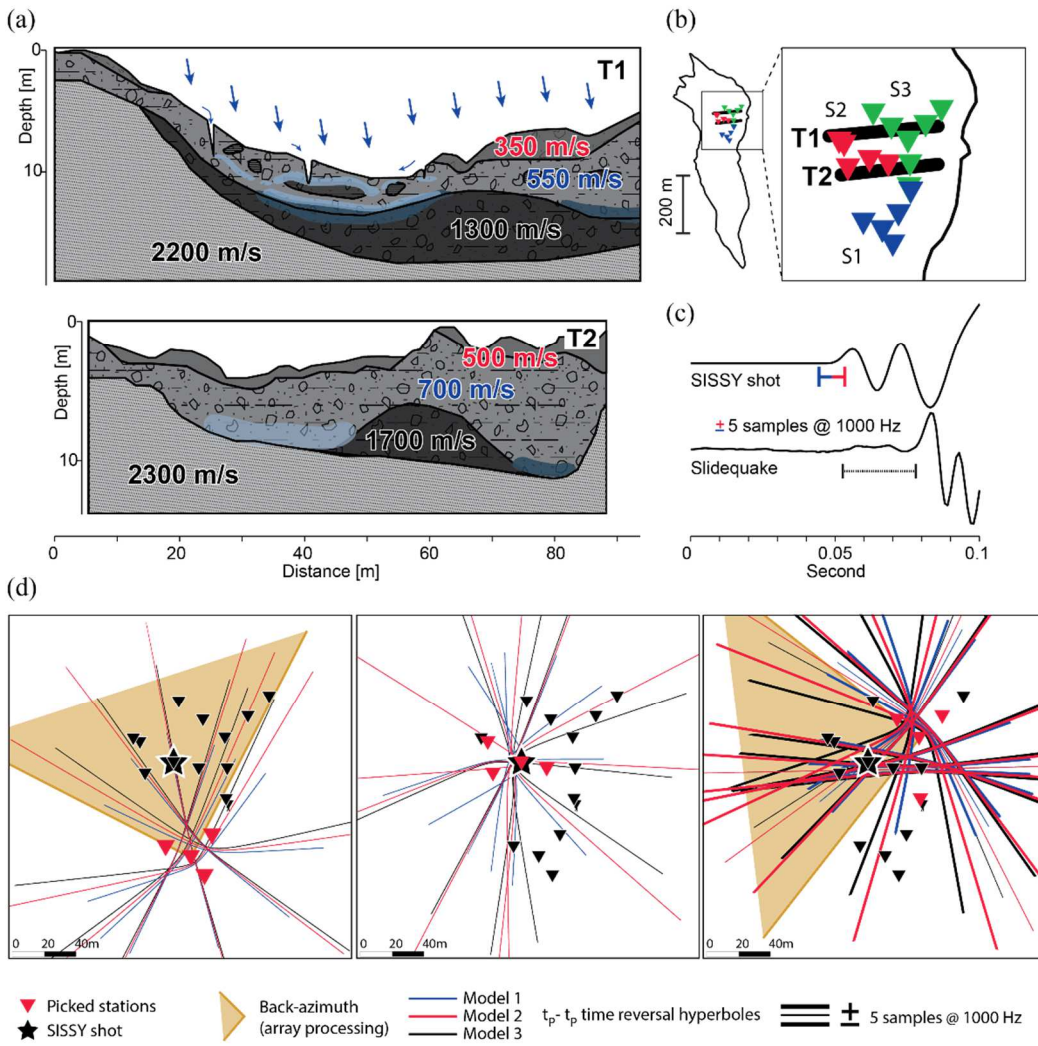 (a)
0
Depth [m]
10
T1
350 m/s
550 m/s
1300 m/s
2200 m/s
0
Depth [m]
10
T2
500 m/s
700 m/s
1700 m/s
2300 m/s
0 20 40 60 80
Distance [m]
(b)
200 m
S2 S3
T1
T2
S1
(c)
SISSY shot
± 5 samples @ 1000 Hz
Slidequake
0 0.05 0.1
Second
(d)
0 20 40m
0 20 40m
0 20 40m
Picked stations
SISSY shot
Back-azimuth
(array processing)
Model 1
Model 2
Model 3
tₚ- tₚ time reversal hyperboles
± 5 samples @ 1000 Hz